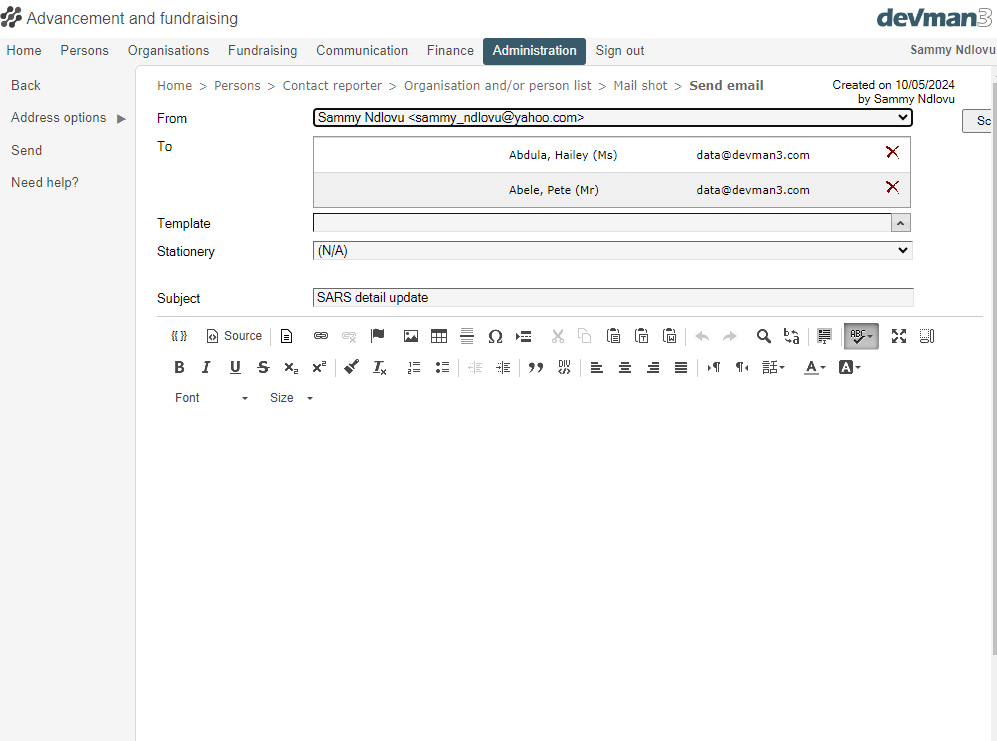 Advancement and fundraising
devman3
Home Persons Organisations Fundraising Communication Finance Administration Sign out Sammy Ndlovu
Back
Address options
Send
Need help?
Home > Persons > Contact reporter > Organisation and/or person list > Mail shot > Send email
Created on 10/05/2024
by Sammy Ndlovu
From Sammy Ndlovu <sammy_ndlovu@yahoo.com>
Sc
To
Abdula, Hailey (Ms) data@devman3.com
Abele, Pete (Mr) data@devman3.com
Template
Stationery (N/A)
Subject SARS detail update
Source
Font Size